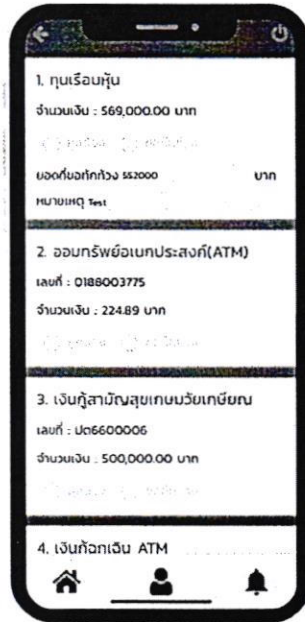 1. ทุนเรือนหุ้น
จำนวนเงิน : 569,000.00 บาท
ยอดที่ขอทักท้วง 552000 บาท
หมายเหตุ Test
2. ออมทรัพย์อเนกประสงค์(ATM)
เลขที่ : 0188003775
จำนวนเงิน : 224.89 บาท
3. เงินกู้สามัญสุขเกษมวัยเกษียณ
เลขที่ : ปต6600006
จำนวนเงิน : 500,000.00 บาท
4. เงินกู้ฉุกเฉิน ATM